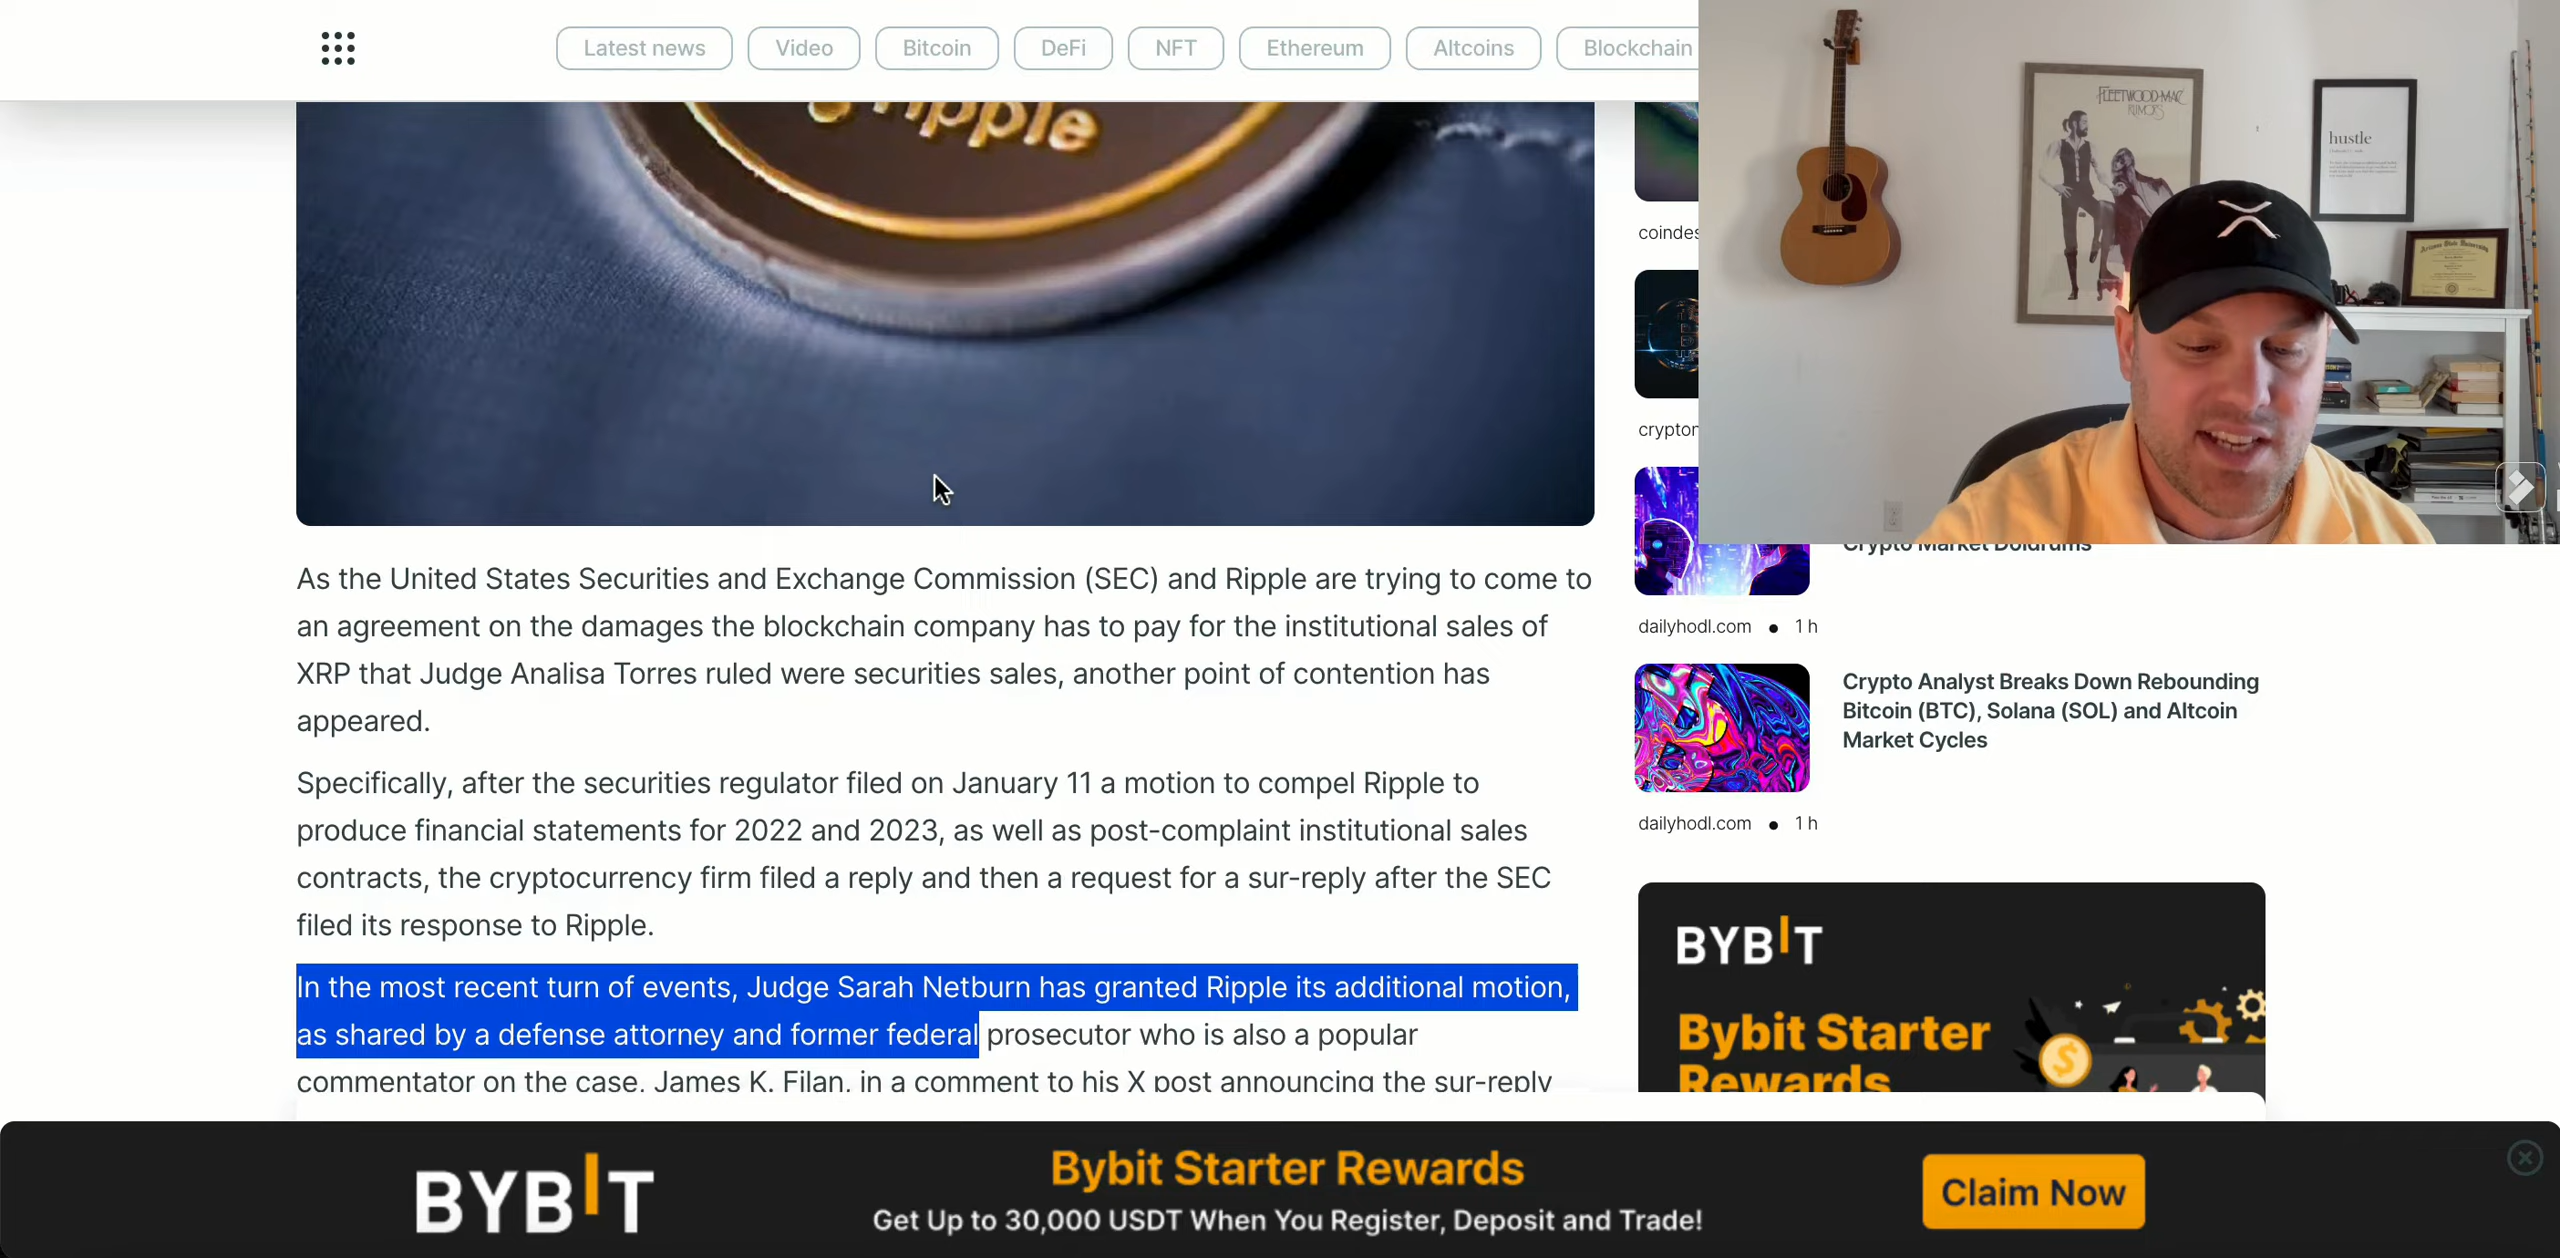 Latest news
Video
Bitcoin
DeFi
NFT
Ethereum
Altcoins
Blockchain
ripple
FLEETWOOD MAC
RUMOURS
hustle
Arizona State University
coindes
crypton
Crypto Market Doldrums
dailyhodl.com • 1 h
Crypto Analyst Breaks Down Rebounding
Bitcoin (BTC), Solana (SOL) and Altcoin
Market Cycles
dailyhodl.com • 1 h
As the United States Securities and Exchange Commission (SEC) and Ripple are trying to come to
an agreement on the damages the blockchain company has to pay for the institutional sales of
XRP that Judge Analisa Torres ruled were securities sales, another point of contention has
appeared.
Specifically, after the securities regulator filed on January 11 a motion to compel Ripple to
produce financial statements for 2022 and 2023, as well as post-complaint institutional sales
contracts, the cryptocurrency firm filed a reply and then a request for a sur-reply after the SEC
filed its response to Ripple.
In the most recent turn of events, Judge Sarah Netburn has granted Ripple its additional motion,
as shared by a defense attorney and former federal prosecutor who is also a popular
commentator on the case, James K. Filan, in a comment to his X post announcing the sur-reply
BYBIT
Bybit Starter
Rewards
BYBIT
Bybit Starter Rewards
Get Up to 30,000 USDT When You Register, Deposit and Trade!
Claim Now